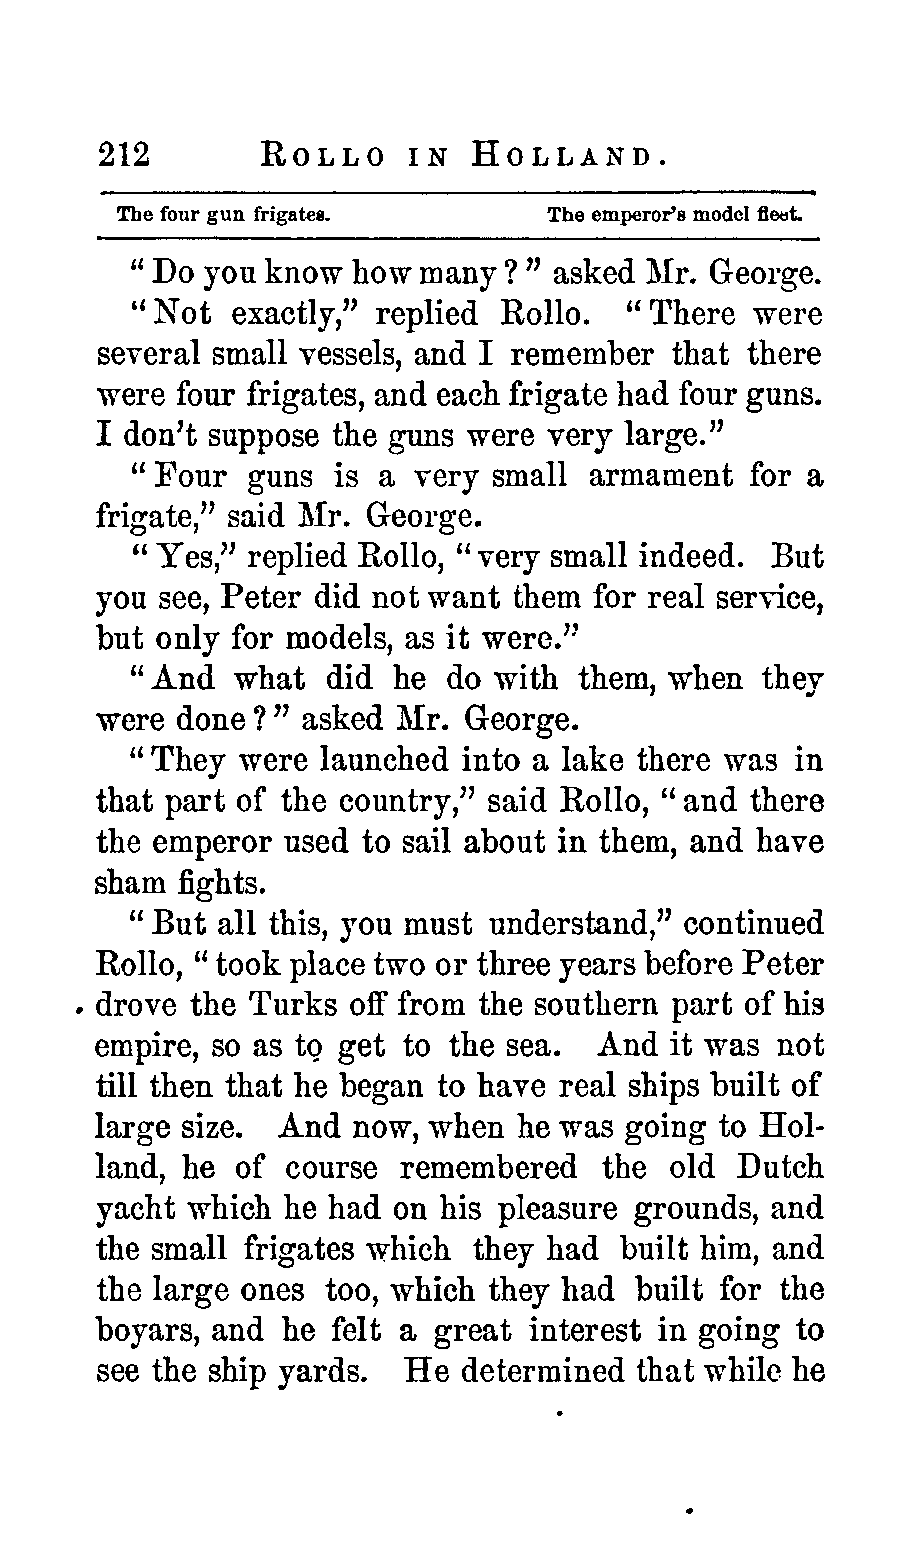 212 ROLLO IN HOLLAND.
The four gun frigates. The emperor's model fleet.
"Do you know how many?" asked Mr. George.
"Not exactly," replied Rollo. "There were
several small vessels, and I remember that there
were four frigates, and each frigate had four guns.
I don't suppose the guns were very large."
"Four guns is a very small armament for a
frigate," said Mr. George.
"Yes," replied Rollo, "very small indeed. But
you see, Peter did not want them for real service,
but only for models, as it were."
"And what did he do with them, when they
were done?" asked Mr. George.
"They were launched into a lake there was in
that part of the country," said Rollo, "and there
the emperor used to sail about in them, and have
sham fights.
"But all this, you must understand," continued
Rollo, "took place two or three years before Peter
drove the Turks off from the southern part of his
empire, so as to get to the sea. And it was not
till then that he began to have real ships built of
large size. And now, when he was going to Hol-
land, he of course remembered the old Dutch
yacht which he had on his pleasure grounds, and
the small frigates which they had built him, and
the large ones too, which they had built for the
boyars, and he felt a great interest in going to
see the ship yards. He determined that while he